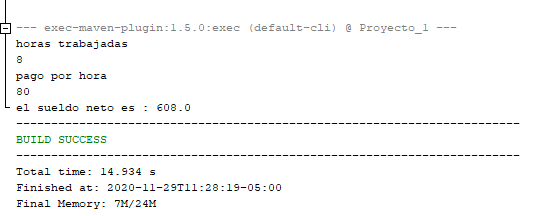 --- exec-maven-plugin:1.5.0:exec (default-cli) @ Proyecto_1 ---
horas trabajadas
8
pago por hora
80
el sueldo neto es : 608.0
------------------------------------------------------------------------
BUILD SUCCESS
------------------------------------------------------------------------
Total time: 14.934 s
Finished at: 2020-11-29T11:28:19-05:00
Final Memory: 7M/24M